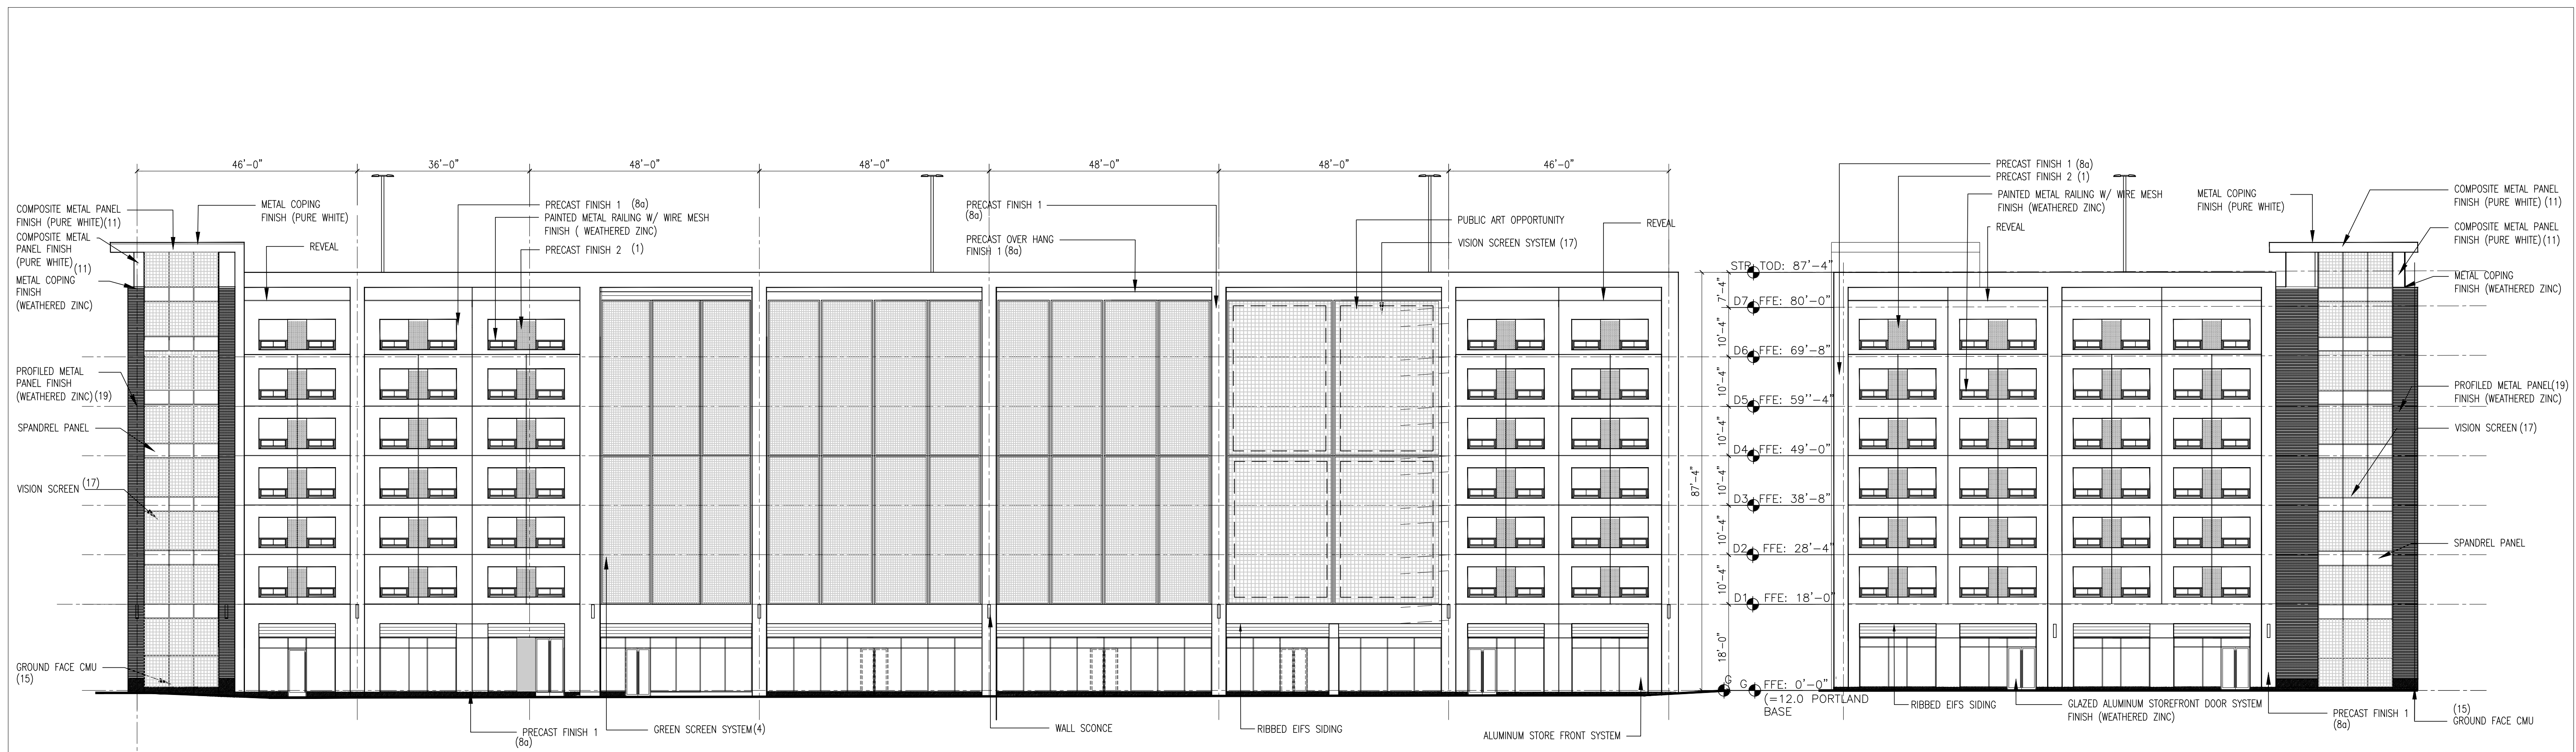 46'-0"
36'-0"
48'-0"
48'-0"
48'-0"
48'-0"
46'-0"
COMPOSITE METAL PANEL
FINISH (PURE WHITE)(11)
COMPOSITE METAL
PANEL FINISH
(PURE WHITE) (11)
METAL COPING
FINISH
(WEATHERED ZINC)
PROFILED METAL
PANEL FINISH
(WEATHERED ZINC) (19)
SPANDREL PANEL
VISION SCREEN (17)
GROUND FACE CMU
(15)
METAL COPING
FINISH (PURE WHITE)
REVEAL
PRECAST FINISH 1 (8a)
PAINTED METAL RAILING W/ WIRE MESH
FINISH ( WEATHERED ZINC)
PRECAST FINISH 2 (1)
PRECAST FINISH 1
(8a)
PRECAST OVER HANG
FINISH 1 (8a)
PUBLIC ART OPPORTUNITY
VISION SCREEN SYSTEM (17)
REVEAL
PRECAST FINISH 1
(8a)
GREEN SCREEN SYSTEM(4)
WALL SCONCE
RIBBED EIFS SIDING
ALUMINUM STORE FRONT SYSTEM
STR. TOD: 87'-4"
7'-4"
D7 FFE: 80'-0"
10'-4"
D6 FFE: 69'-8"
10'-4"
D5 FFE: 59''-4"
10'-4"
D4 FFE: 49'-0"
10'-4"
87'-4"
D3 FFE: 38'-8"
10'-4"
D2 FFE: 28'-4"
10'-4"
D1 FFE: 18'-0"
18'-0"
G
G FFE: 0'-0"
(=12.0 PORTLAND
BASE
PRECAST FINISH 1 (8a)
PRECAST FINISH 2 (1)
PAINTED METAL RAILING W/ WIRE MESH
FINISH (WEATHERED ZINC)
REVEAL
METAL COPING
FINISH (PURE WHITE)
COMPOSITE METAL PANEL
FINISH (PURE WHITE) (11)
COMPOSITE METAL PANEL
FINISH (PURE WHITE)(11)
METAL COPING
FINISH (WEATHERED ZINC)
PROFILED METAL PANEL(19)
FINISH (WEATHERED ZINC)
VISION SCREEN (17)
SPANDREL PANEL
RIBBED EIFS SIDING
GLAZED ALUMINUM STOREFRONT DOOR SYSTEM
FINISH (WEATHERED ZINC)
PRECAST FINISH 1
(8a)
(15)
GROUND FACE CMU